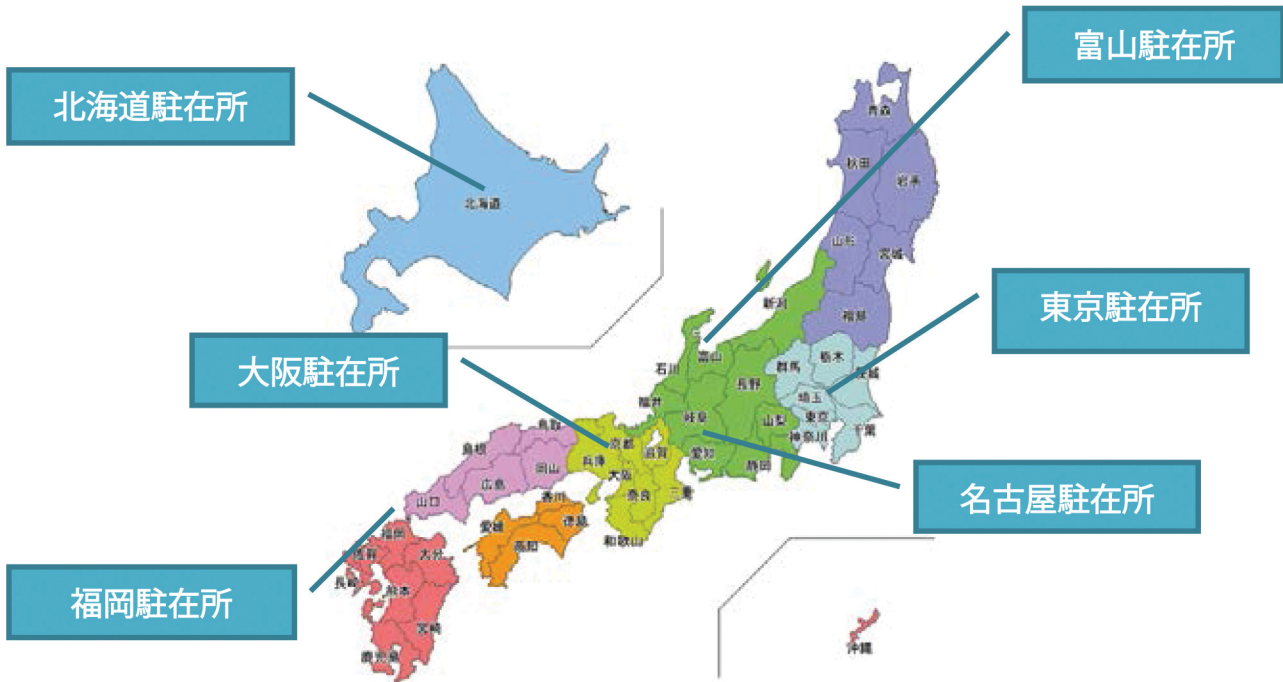 富山駐在所
北海道駐在所
青森
秋田
岩手
北海道
山形
宮城
新潟
福島
東京駐在所
大阪駐在所
富山
石川
群馬
栃木
茨城
長野
埼玉
福井
岐阜
山梨
東京
千葉
神奈川
鳥取
京都
滋賀
愛知
静岡
島根
兵庫
岡山
大阪
広島
奈良
三重
名古屋駐在所
山口
香川
徳島
愛媛
高知
和歌山
福岡
佐賀
大分
長崎
熊本
福岡駐在所
宮崎
鹿児島
沖縄